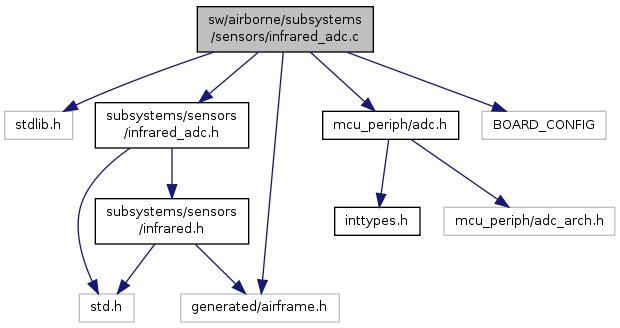 sw/airborne/subsystems
/sensors/infrared_adc.c
stdlib.h
subsystems/sensors
/infrared_adc.h
mcu_periph/adc.h
BOARD_CONFIG
subsystems/sensors
/infrared.h
inttypes.h
mcu_periph/adc_arch.h
std.h
generated/airframe.h